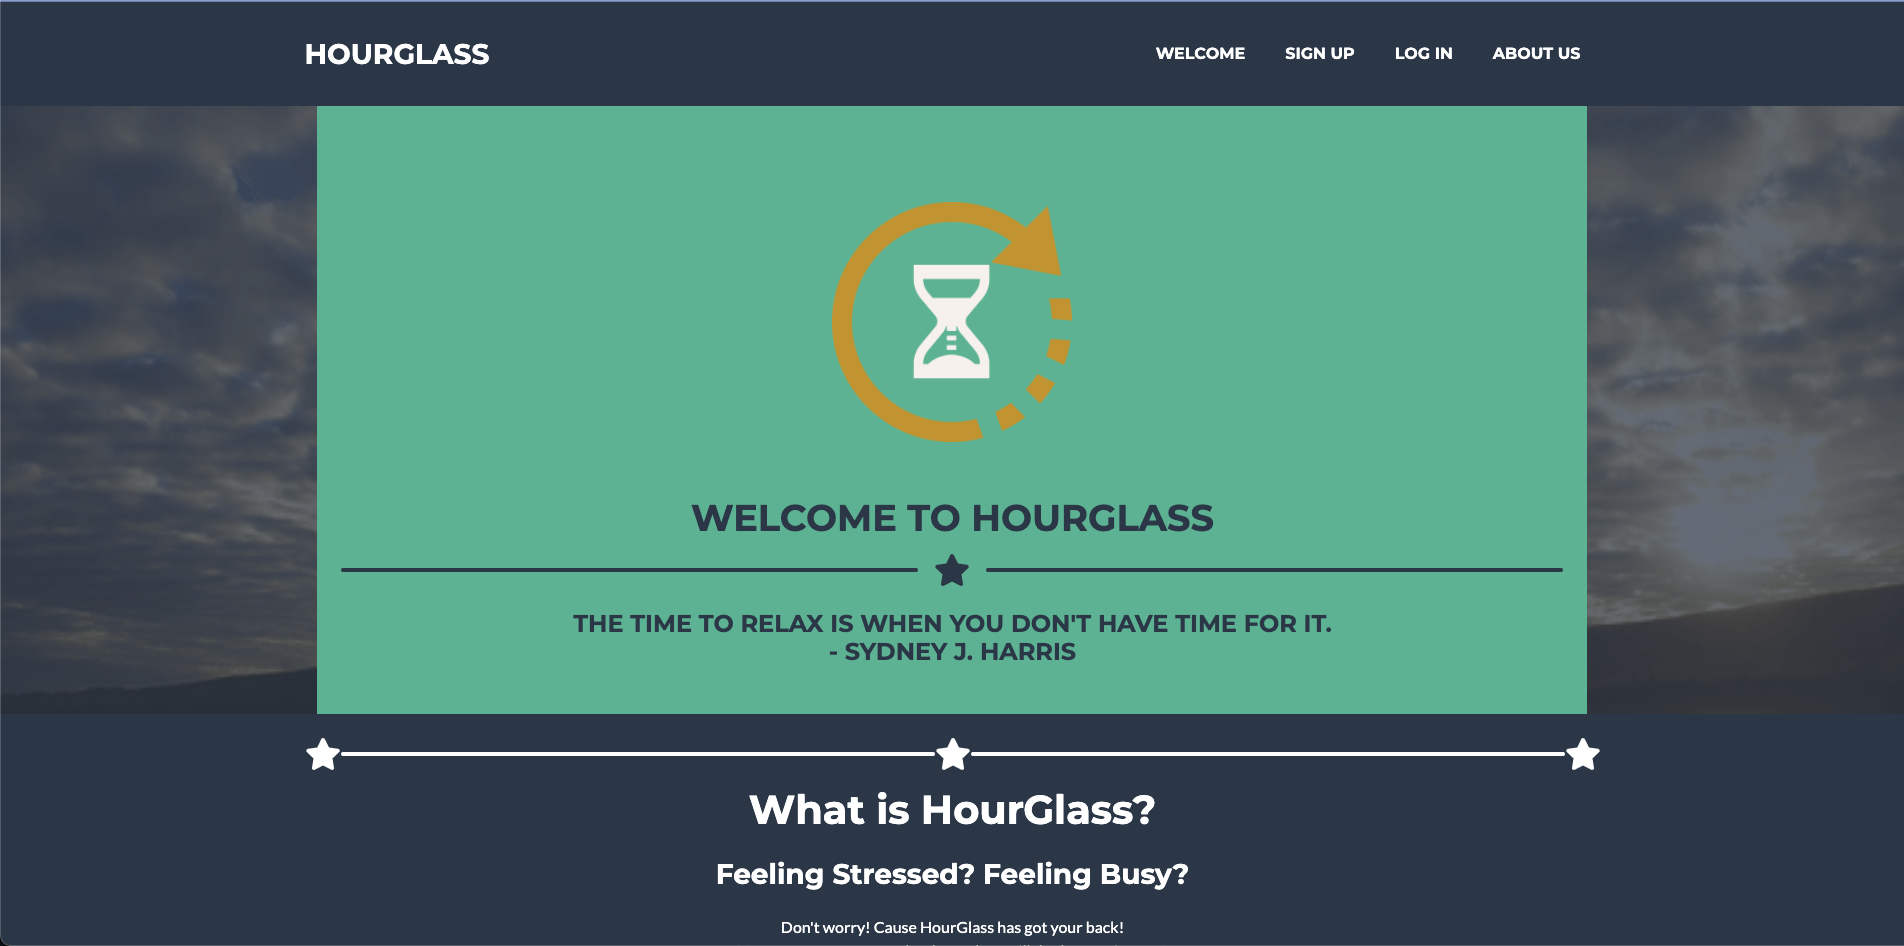 HOURGLASS
WELCOME
SIGN UP
LOG IN
ABOUT US
WELCOME TO HOURGLASS
THE TIME TO RELAX IS WHEN YOU DON'T HAVE TIME FOR IT.
- SYDNEY J. HARRIS
What is HourGlass?
Feeling Stressed? Feeling Busy?
Don't worry! Cause HourGlass has got your back!